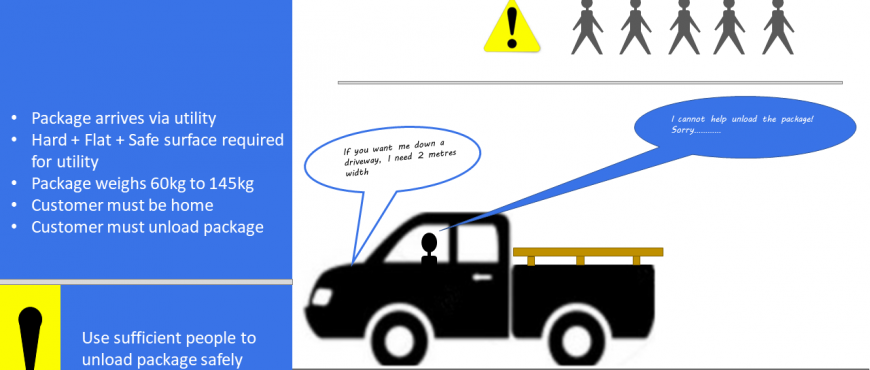 • Package arrives via utility
• Hard + Flat + Safe surface required
for utility
• Package weighs 60kg to 145kg
• Customer must be home
• Customer must unload package
Use sufficient people to
unload package safely
If you want me down a
driveway, I need 2 metres
width
I cannot help unload the package!
Sorry.............